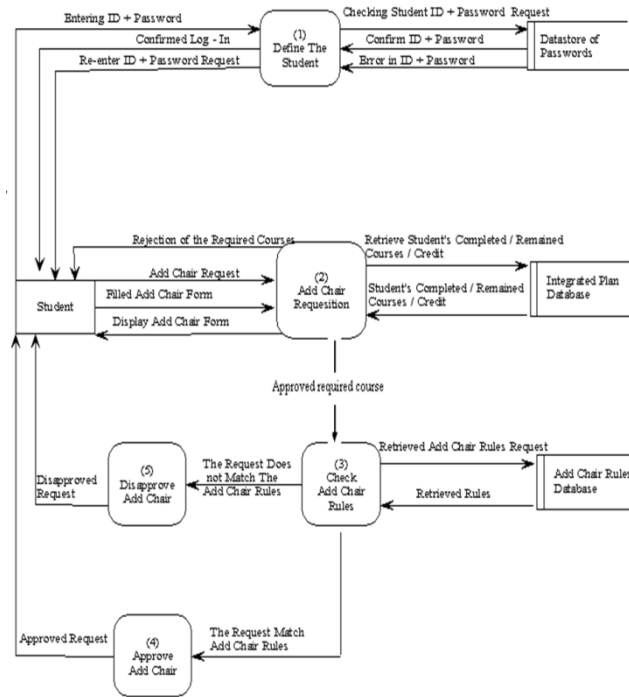 Entering ID + Password
Confirmed Log - In
Re-enter ID + Password Request
(1)
Define The
Student
Checking Student ID + Password Request
Confirm ID + Password
Error in ID + Password
Datastore of
Passwords
Rejection of the Required Courses
Add Chair Request
Filled Add Chair Form
Display Add Chair Form
Student
(2)
Add Chair
Requesition
Retrieve Student's Completed / Remained
Courses / Credit
Student's Completed / Remained
Courses / Credit
Integrated Plan
Database
Approved required course
Disapproved
Request
(5)
Disapprove
Add Chair
The Request Does
not Match The
Add Chair Rules
(3)
Check
Add Chair
Rules
Retrieved Add Chair Rules Request
Retrieved Rules
Add Chair Rules
Database
Approved Request
(4)
Approve
Add Chair
The Request Match
Add Chair Rules